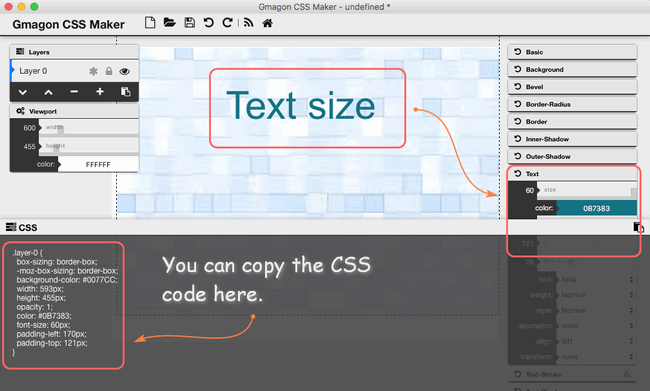 Gmagon CSS Maker - undefined *
Gmagon CSS Maker
Layers
Layer 0
Viewport
600 width
455 height
color: FFFFFF
Text size
Basic
Background
Bevel
Border-Radius
Border
Inner-Shadow
Outer-Shadow
Text
60 size
color: 0B7383
CSS
.layer-0 {
box-sizing: border-box;
-moz-box-sizing: border-box;
background-color: #0077CC;
width: 593px;
height: 455px;
opacity: 1;
color: #0B7383;
font-size: 60px;
padding-left: 170px;
padding-top: 121px;
}
You can copy the CSS
code here.
121
20
font: Arial
weight: Normal
style: Normal
decoration: none
align: left
transform: none
Text-Stroke